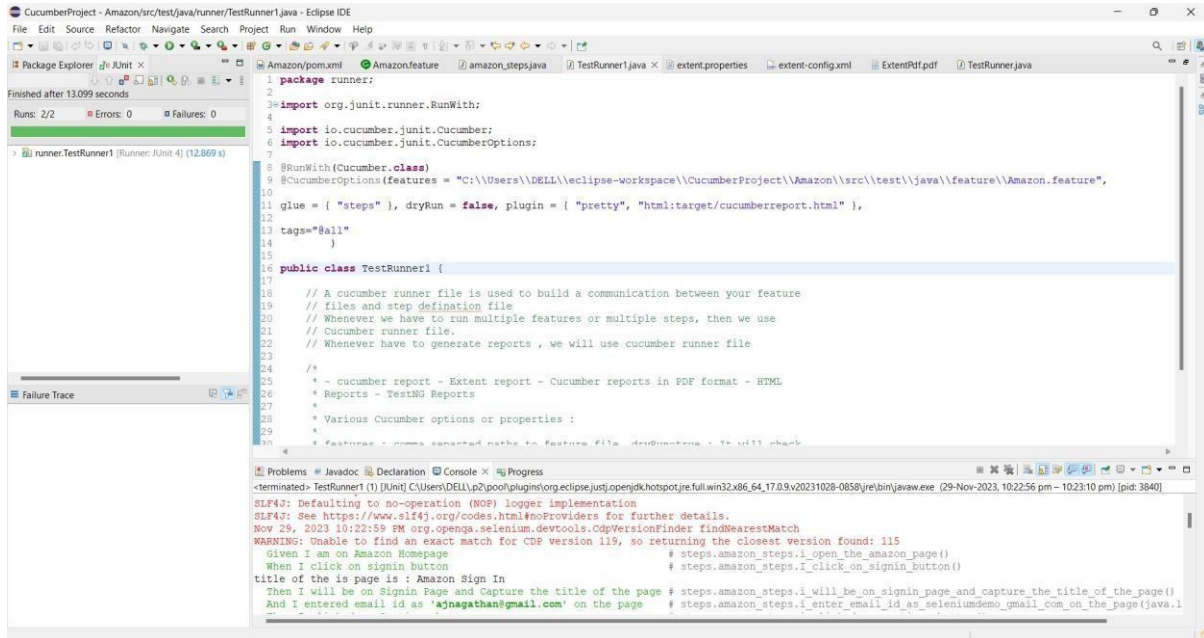 CucumberProject - Amazon/src/test/java/runner/TestRunner1.java - Eclipse IDE
File Edit Source Refactor Navigate Search Project Run Window Help
Package Explorer JUnit
Finished after 13.099 seconds
Runs: 2/2 Errors: 0 Failures: 0
runner.TestRunner1 [Runner: JUnit 4] (12.869 s)
Failure Trace
Amazon/pom.xml Amazon.feature amazon_steps.java TestRunner1.java extent.properties extent-config.xml ExtentPdf.pdf TestRunner.java
1 package runner;
2
3 import org.junit.runner.RunWith;
4
5 import io.cucumber.junit.Cucumber;
6 import io.cucumber.junit.CucumberOptions;
7
8 @RunWith(Cucumber.class)
9 @CucumberOptions(features = "C:\\Users\\DELL\\eclipse-workspace\\CucumberProject\\Amazon\\src\\test\\java\\feature\\Amazon.feature",
10
11 glue = { "steps" }, dryRun = false, plugin = { "pretty", "html:target/cucumberreport.html" },
12
13 tags="@all"
14 )
15
16 public class TestRunner1 {
17
18 // A cucumber runner file is used to build a communication between your feature
19 // files and step defination file
20 // Whenever we have to run multiple features or multiple steps, then we use
21 // Cucumber runner file.
22 // Whenever have to generate reports , we will use cucumber runner file
23
24 /*
25 * - cucumber report - Extent report - Cucumber reports in PDF format - HTML
26 * Reports - TestNG Reports
27 *
28 * Various Cucumber options or properties :
29 *
30 * features : comma separted paths to feature file, dryRun=true : It will check
Problems Javadoc Declaration Console Progress
<terminated> TestRunner1 (1) [JUnit] C:\Users\DELL\.p2\pool\plugins\org.eclipse.justj.openjdk.hotspot.jre.full.win32.x86_64_17.0.9.v20231028-0858\jre\bin\javaw.exe (29-Nov-2023, 10:22:56 pm – 10:23:10 pm) [pid: 3840]
SLF4J: Defaulting to no-operation (NOP) logger implementation
SLF4J: See https://www.slf4j.org/codes.html#noProviders for further details.
Nov 29, 2023 10:22:59 PM org.openqa.selenium.devtools.CdpVersionFinder findNearestMatch
WARNING: Unable to find an exact match for CDP version 119, so returning the closest version found: 115
Given I am on Amazon Homepage # steps.amazon_steps.i_open_the_amazon_page()
When I click on signin button # steps.amazon_steps.I_click_on_signin_button()
title of the is page is : Amazon Sign In
Then I will be on Signin Page and Capture the title of the page # steps.amazon_steps.i_will_be_on_signin_page_and_capture_the_title_of_the_page()
And I entered email id as 'ajnagathan@gmail.com' on the page # steps.amazon_steps.i_enter_email_id_as_seleniumdemo_gmail_com_on_the_page(java.l